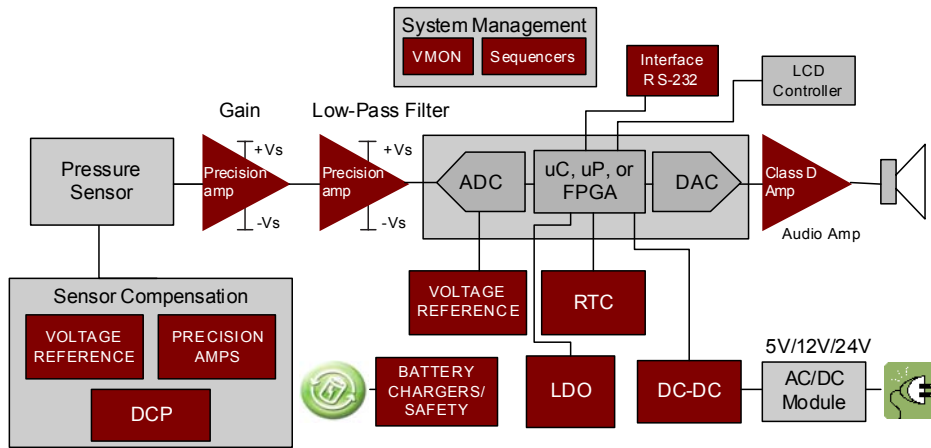 System Management
VMON
Sequencers
Interface
RS-232
LCD
Controller
Gain
Low-Pass Filter
+Vs
+Vs
Pressure
Sensor
Precision
amp
Precision
amp
-Vs
-Vs
ADC
uC, uP, or
FPGA
DAC
Class D
Amp
Audio Amp
Sensor Compensation
VOLTAGE
REFERENCE
PRECISION
AMPS
DCP
VOLTAGE
REFERENCE
RTC
BATTERY
CHARGERS/
SAFETY
LDO
DC-DC
5V/12V/24V
AC/DC
Module